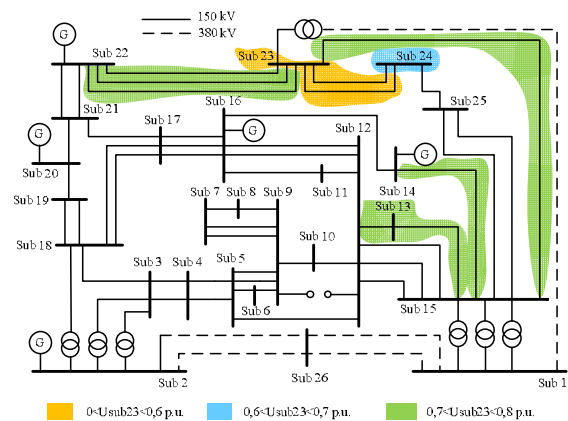 150 kV
380 kV
G
Sub 22
Sub 23
Sub 24
Sub 16
Sub 25
Sub 21
Sub 17
G
Sub 12
G
G
Sub 20
Sub 11
Sub 14
Sub 7
Sub 8
Sub 9
Sub 19
Sub 13
Sub 18
Sub 10
Sub 3
Sub 4
Sub 5
Sub 6
Sub 15
G
Sub 2
Sub 26
Sub 1
0<Usub23<0,6 p.u.
0,6<Usub23<0,7 p.u.
0,7<Usub23<0,8 p.u.